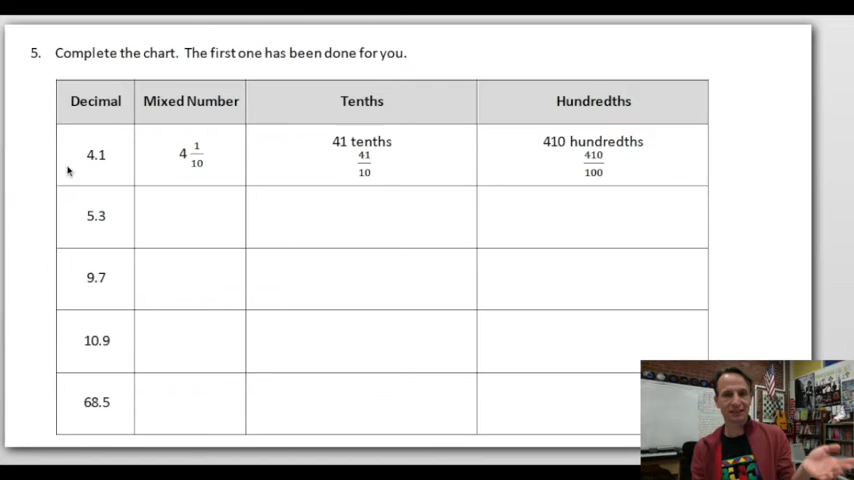 5. Complete the chart. The first one has been done for you.
Decimal Mixed Number Tenths Hundredths
4.1 4 1/10 41 tenths 41/10 410 hundredths 410/100
5.3
9.7
10.9
68.5